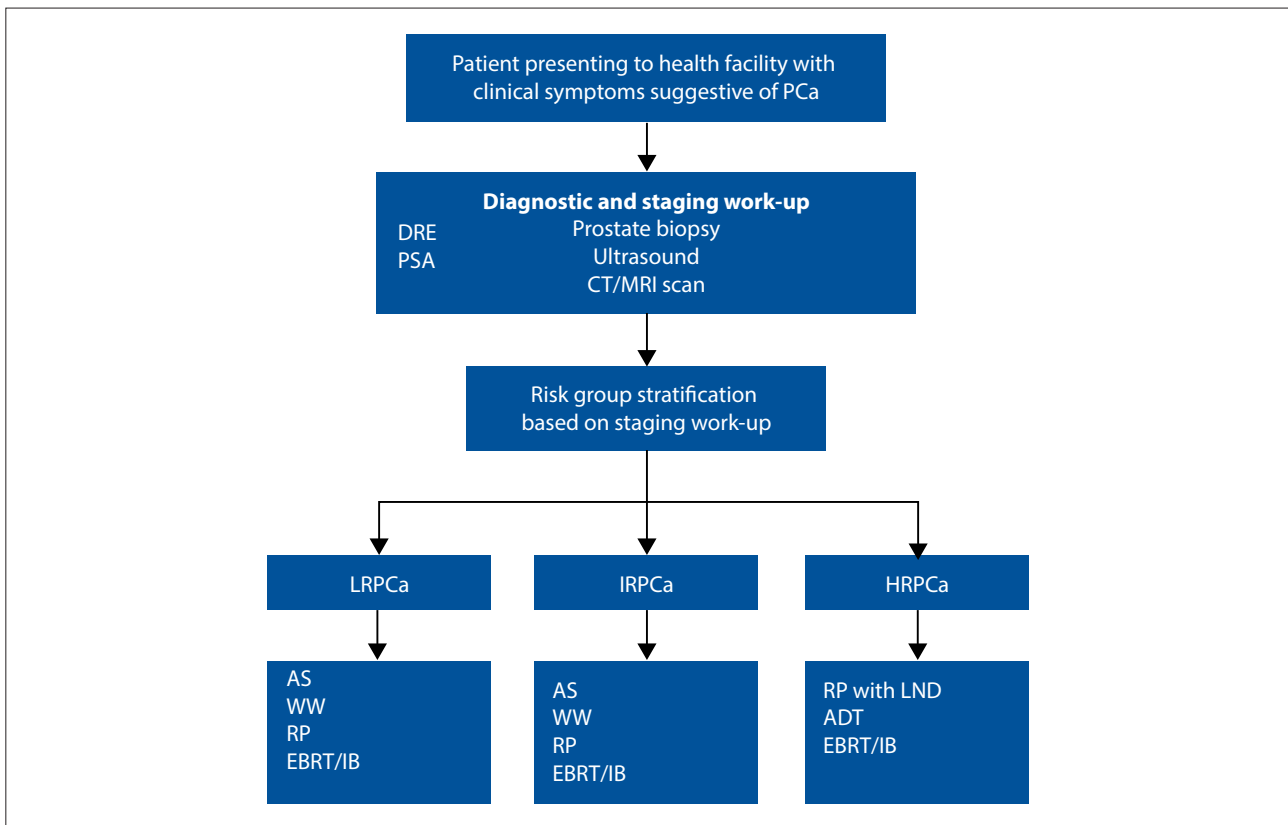 Patient presenting to health facility with
clinical symptoms suggestive of PCa
Diagnostic and staging work-up
DRE
PSA
Prostate biopsy
Ultrasound
CT/MRI scan
Risk group stratification
based on staging work-up
LRPCa
IRPCa
HRPCa
AS
WW
RP
EBRT/IB
AS
WW
RP
EBRT/IB
RP with LND
ADT
EBRT/IB